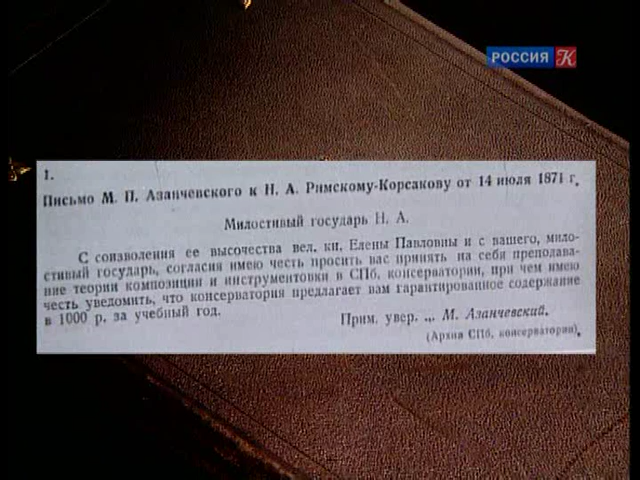 РОССИЯ К
1.
Письмо М. П. Азанчевского к Н. А. Римскому-Корсакову от 14 июля 1871 г.
Милостивый государь Н. А.
С соизволения ее высочества вел. кн. Елены Павловны и с вашего, мило-
стивый государь, согласия имею честь просить вас принять на себя преподава-
ние теории композиции и инструментовки в СПб. консерватории, при чем имею
честь уведомить, что консерватория предлагает вам гарантированное содержание
в 1000 р. за учебный год.
Прим. увер. ... М. Азанчевский.
(Архив СПб. консерватории).